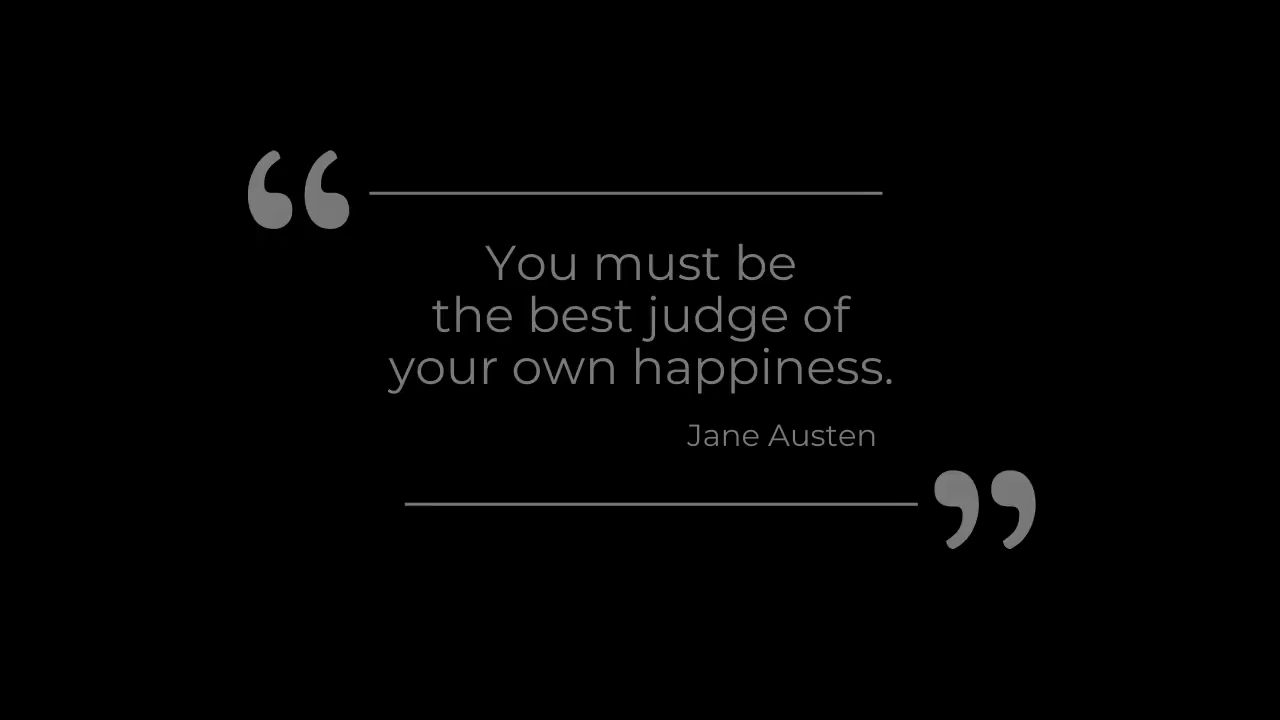 “
You must be
the best judge of
your own happiness.
Jane Austen
”